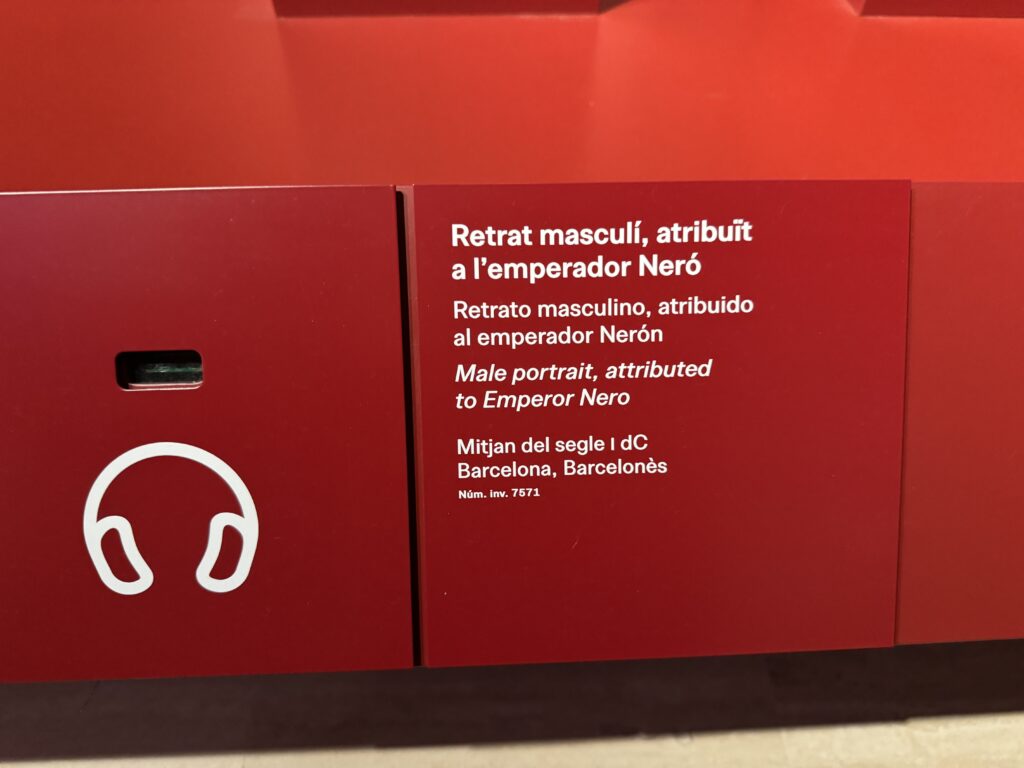 Retrat masculí, atribuït
a l'emperador Neró
Retrato masculino, atribuido
al emperador Nerón
Male portrait, attributed
to Emperor Nero
Mitjan del segle I dC
Barcelona, Barcelonès
Núm. inv. 7571